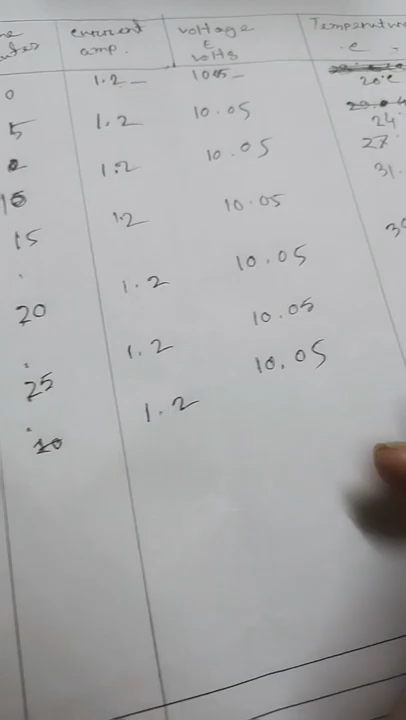 current voltage Temperature
amp. E .c
volts
0 1.2 10.05 20°c
5 1.2 10.05 24°
1.2 10.05 27°
10 31.
15 1.2 10.05
20 1.2 10.05
25 1.2 10.05
1.2 10.05